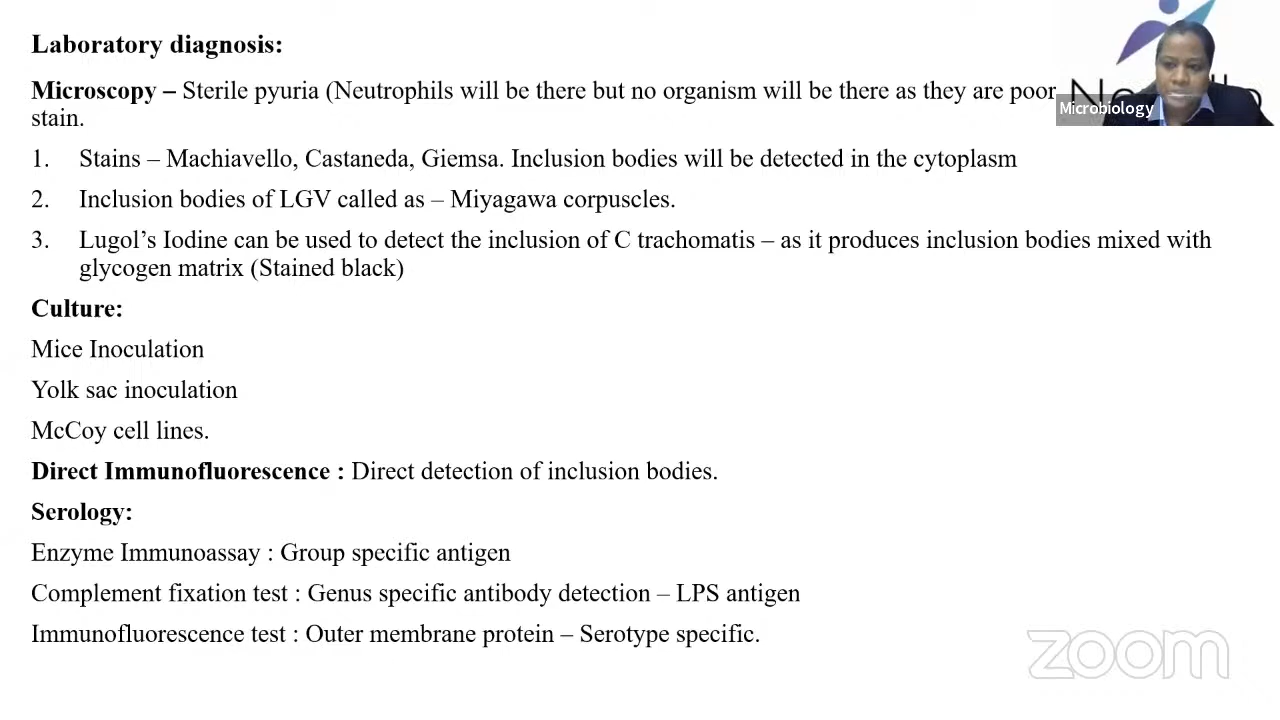 Laboratory diagnosis:
Microscopy – Sterile pyuria (Neutrophils will be there but no organism will be there as they are poor
stain.
Microbiology
1. Stains – Machiavello, Castaneda, Giemsa. Inclusion bodies will be detected in the cytoplasm
2. Inclusion bodies of LGV called as – Miyagawa corpuscles.
3. Lugol’s Iodine can be used to detect the inclusion of C trachomatis – as it produces inclusion bodies mixed with
glycogen matrix (Stained black)
Culture:
Mice Inoculation
Yolk sac inoculation
McCoy cell lines.
Direct Immunofluorescence : Direct detection of inclusion bodies.
Serology:
Enzyme Immunoassay : Group specific antigen
Complement fixation test : Genus specific antibody detection – LPS antigen
Immunofluorescence test : Outer membrane protein – Serotype specific.
zoom